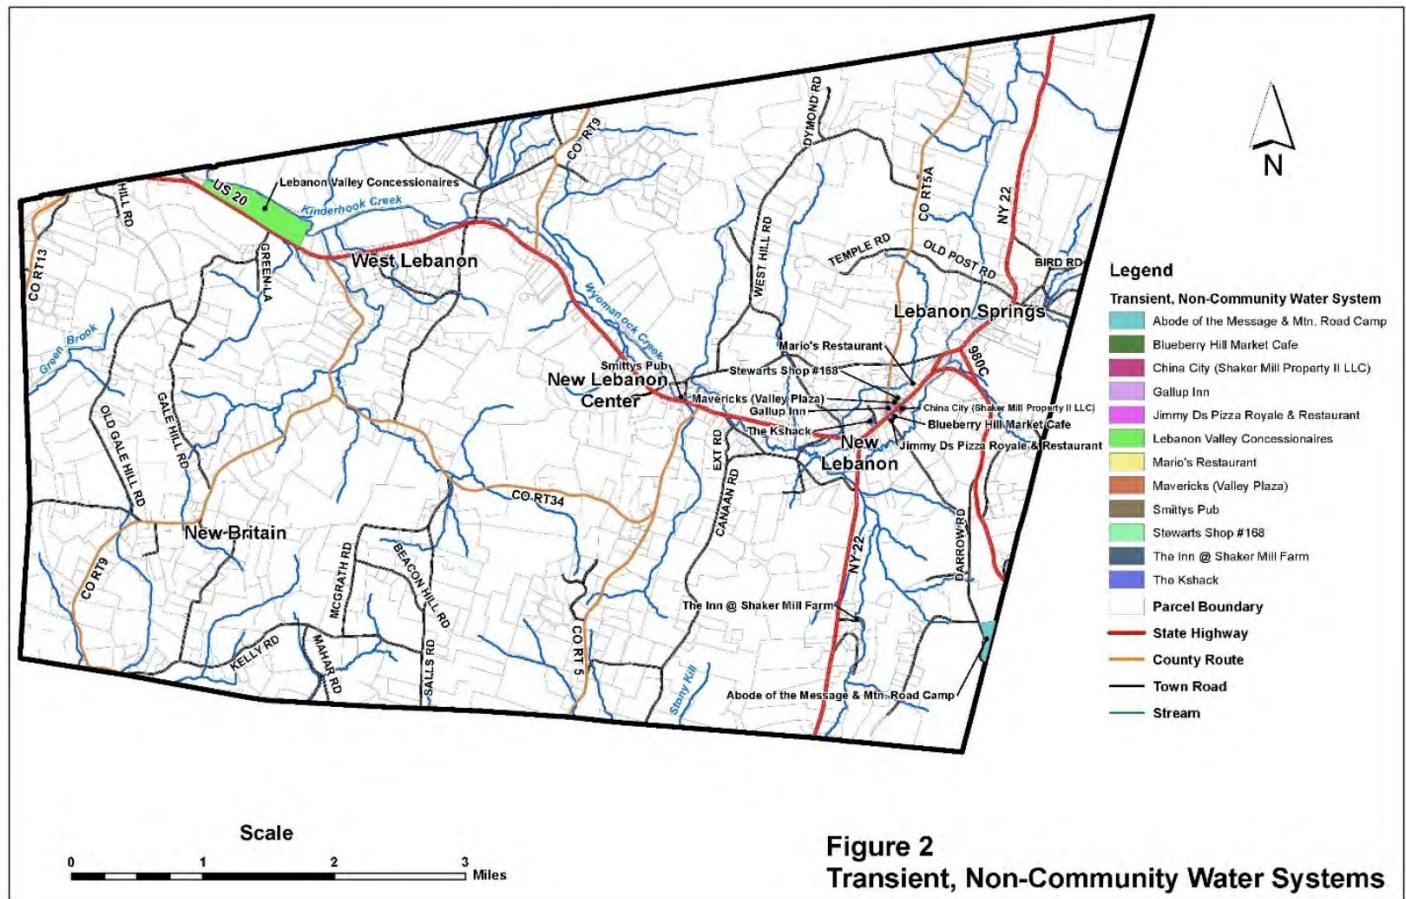 DYMOND RD
CO RT9
NY 22
CO RT5A
N
HILL RD
US 20
Lebanon Valley Concessionaires
Kinderhook Creek
WEST HILL RD
TEMPLE RD
OLD POST RD
BIRD RD
CO RT13
GREEN LA
West Lebanon
Lebanon Springs
Wyomanock Creek
Green Brook
Mario's Restaurant
980C
Smittys Pub
Stewarts Shop #168
New Lebanon
Center
Mavericks (Valley Plaza)
Gallup Inn
China City (Shaker Mill Property II LLC)
Blueberry Hill Market Cafe
The Kshack
Jimmy Ds Pizza Royale & Restaurant
New
Lebanon
OLD GALE HILL RD
GALE HILL RD
EXT RD
CANAAN RD
CO RT34
New Britain
NY 22
DARROW RD
CO RT9
MCGRATH RD
BEACON HILL RD
The Inn @ Shaker Mill Farm
KELLY RD
MAHAR RD
SALLS RD
CO RT 5
Stony Kill
Abode of the Message & Mtn. Road Camp
Legend
Transient, Non-Community Water System
Abode of the Message & Mtn. Road Camp
Blueberry Hill Market Cafe
China City (Shaker Mill Property II LLC)
Gallup Inn
Jimmy Ds Pizza Royale & Restaurant
Lebanon Valley Concessionaires
Mario's Restaurant
Mavericks (Valley Plaza)
Smittys Pub
Stewarts Shop #168
The Inn @ Shaker Mill Farm
The Kshack
Parcel Boundary
State Highway
County Route
Town Road
Stream
Scale
0 1 2 3
Miles
Figure 2
Transient, Non-Community Water Systems